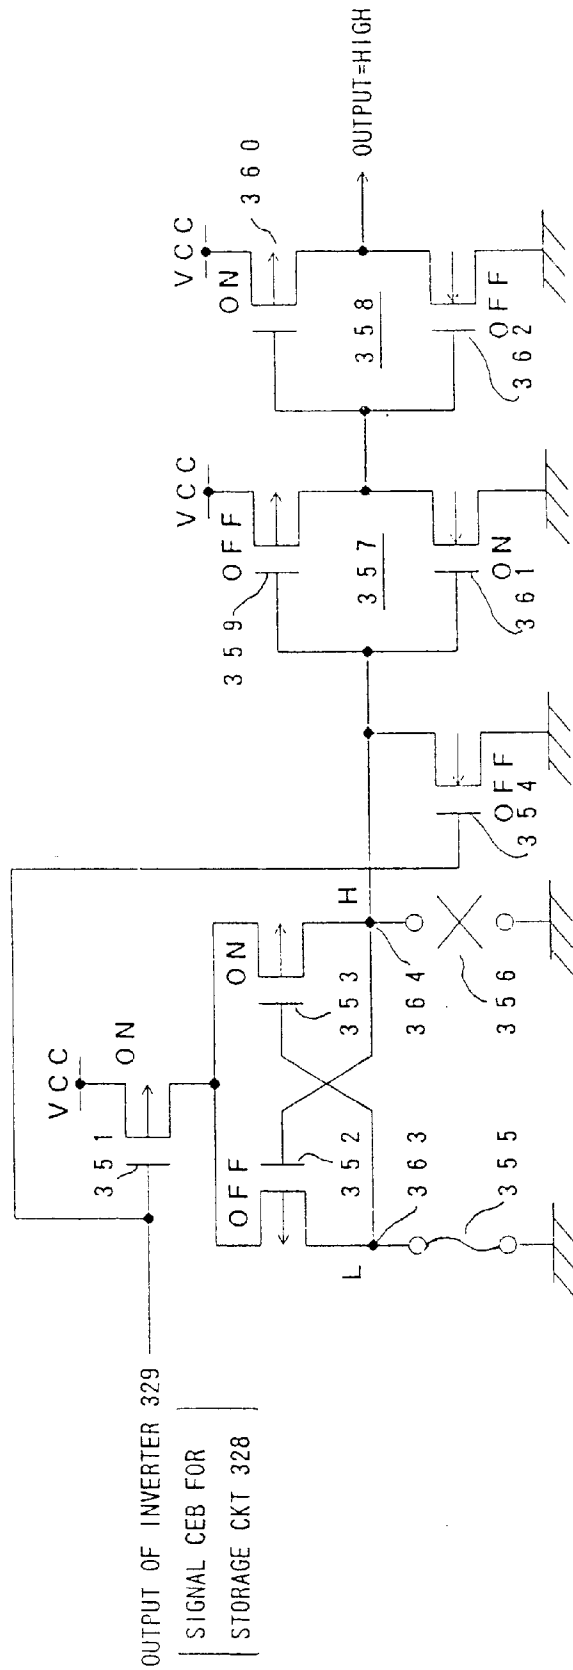 OUTPUT OF INVERTER 329
SIGNAL CEB FOR
STORAGE CKT 328
VCC
351
ON
OFF
352
ON
353
L
363
355
H
364
356
OFF
354
VCC
OFF
359
357
ON
361
VCC
ON
360
358
OFF
362
OUTPUT=HIGH